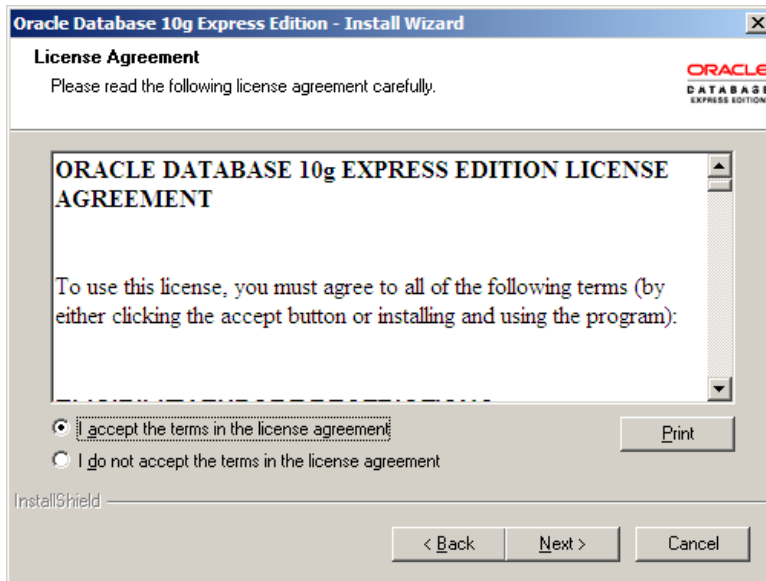 Oracle Database 10g Express Edition - Install Wizard
License Agreement
Please read the following license agreement carefully.
ORACLE
DATABASE
EXPRESS EDITION
ORACLE DATABASE 10g EXPRESS EDITION LICENSE
AGREEMENT
To use this license, you must agree to all of the following terms (by
either clicking the accept button or installing and using the program):
I accept the terms in the license agreement
Print
I do not accept the terms in the license agreement
InstallShield
< Back
Next >
Cancel